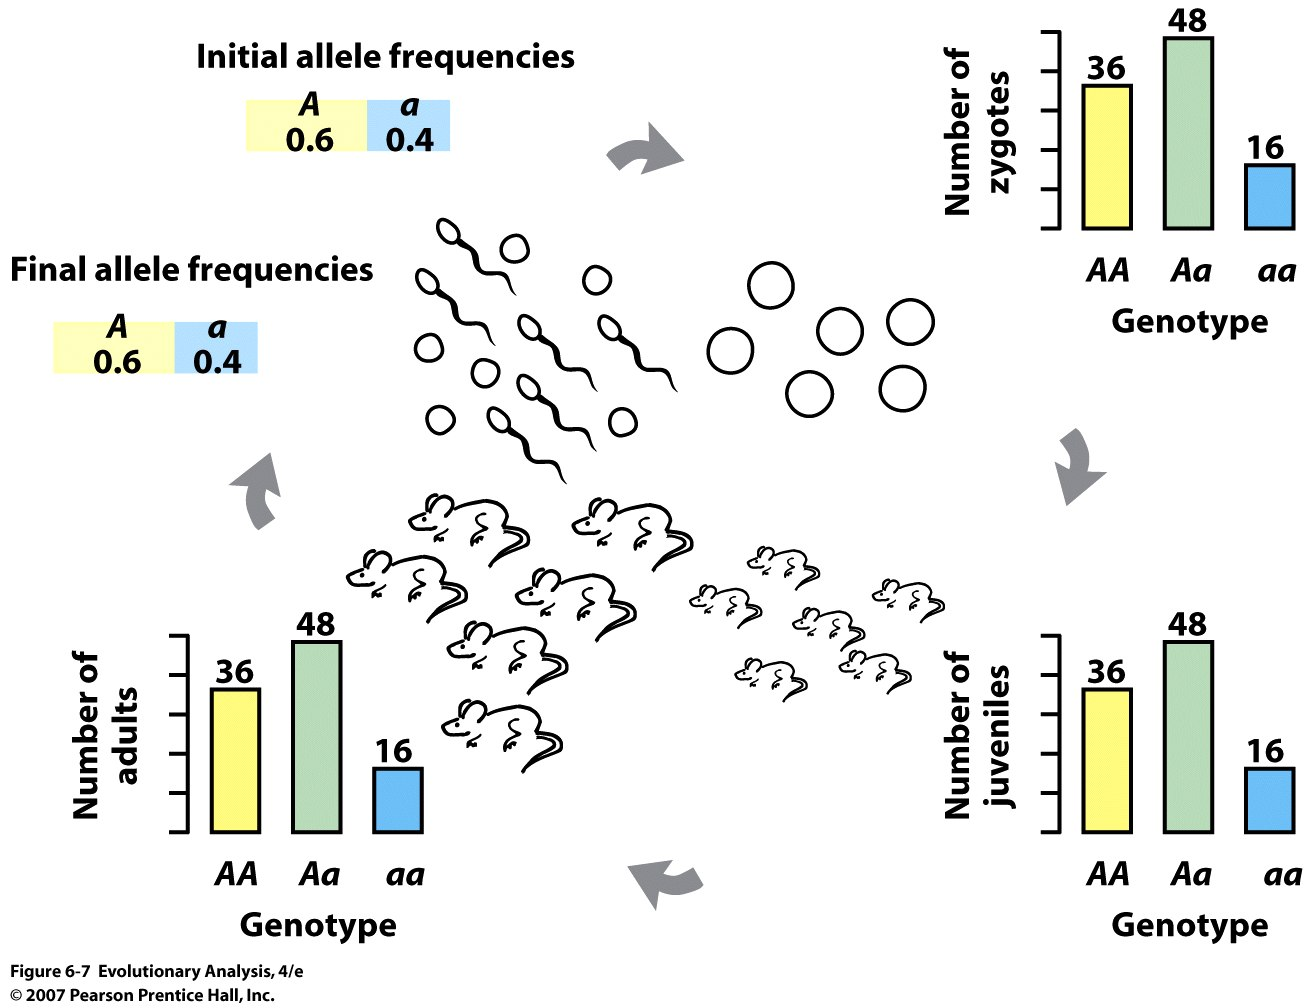 Initial allele frequencies
A a
0.6 0.4
Final allele frequencies
A a
0.6 0.4
Number of
zygotes
48
36
16
AA Aa aa
Genotype
Number of
juveniles
48
36
16
AA Aa aa
Genotype
Number of
adults
48
36
16
AA Aa aa
Genotype
Figure 6-7 Evolutionary Analysis, 4/e
© 2007 Pearson Prentice Hall, Inc.